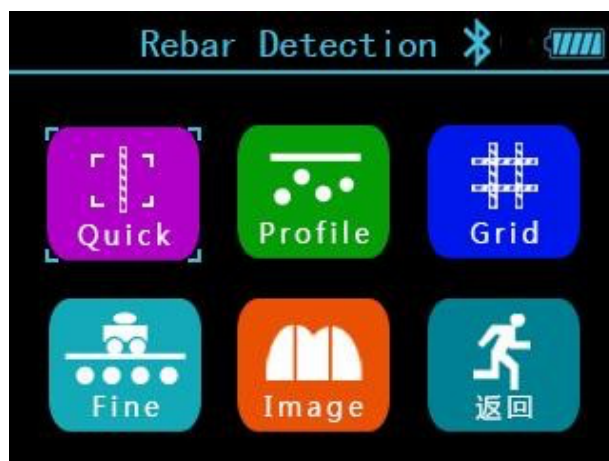 Rebar Detection
Quick
Profile
Grid
Fine
Image
返回